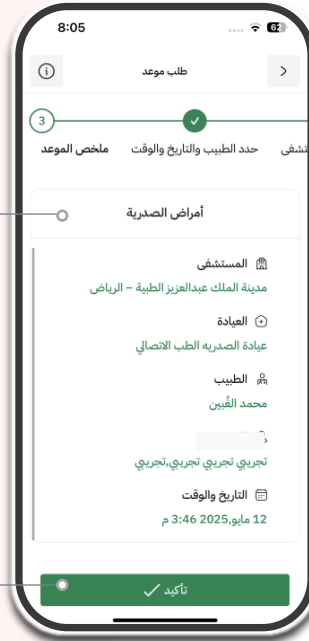 8:05
62
طلب موعد
3
ملخص الموعد
حدد الطبيب والتاريخ والوقت
تشفى
أمراض الصدرية
المستشفى
مدينة الملك عبدالعزيز الطبية – الرياض
العيادة
عيادة الصدريه الطب الاتصالي
الطبيب
محمد الغُبين
تجريبي تجريبي تجريبي,تجريبي
التاريخ والوقت
12 مايو,2025 3:46 م
تأكيد